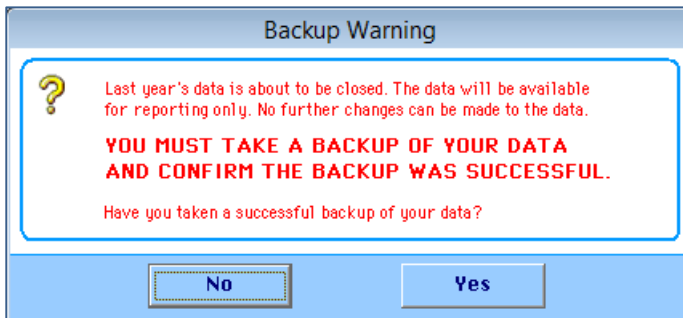 Backup Warning
Last year's data is about to be closed. The data will be available
for reporting only. No further changes can be made to the data.
YOU MUST TAKE A BACKUP OF YOUR DATA
AND CONFIRM THE BACKUP WAS SUCCESSFUL.
Have you taken a successful backup of your data?
No
Yes